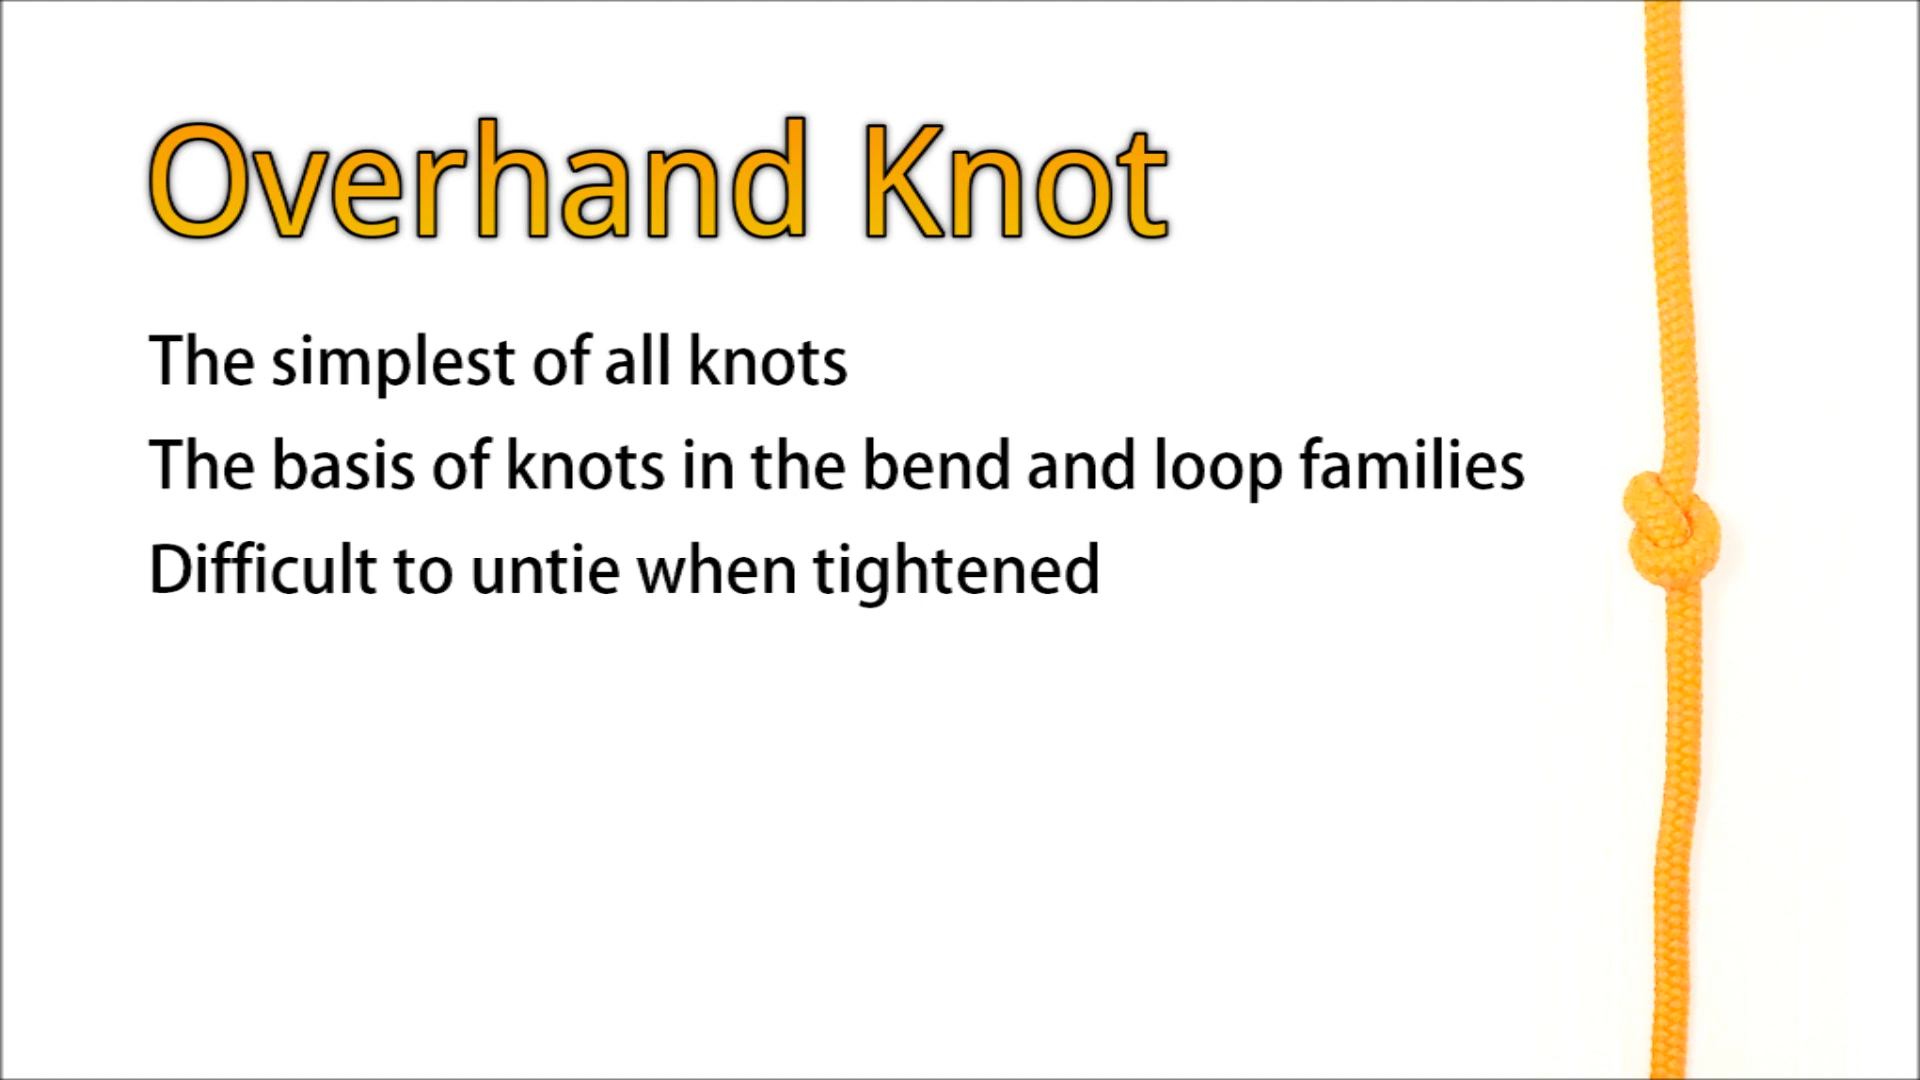 Overhand Knot
The simplest of all knots
The basis of knots in the bend and loop families
Difficult to untie when tightened